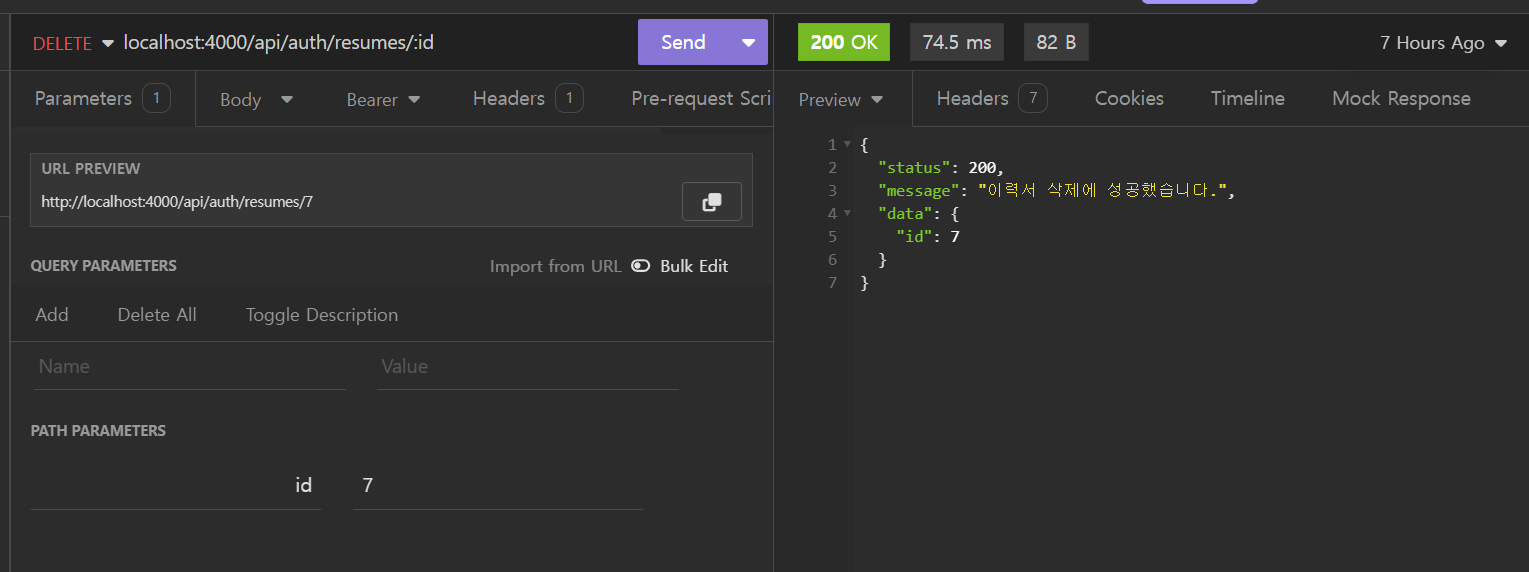 DELETE localhost:4000/api/auth/resumes/:id Send
Parameters 1 Body Bearer Headers 1 Pre-request Scri
URL PREVIEW
http://localhost:4000/api/auth/resumes/7
QUERY PARAMETERS Import from URL Bulk Edit
Add Delete All Toggle Description
Name Value
PATH PARAMETERS
id 7
200 OK 74.5 ms 82 B 7 Hours Ago
Preview Headers 7 Cookies Timeline Mock Response
1 {
2 "status": 200,
3 "message": "이력서 삭제에 성공했습니다.",
4 "data": {
5 "id": 7
6 }
7 }